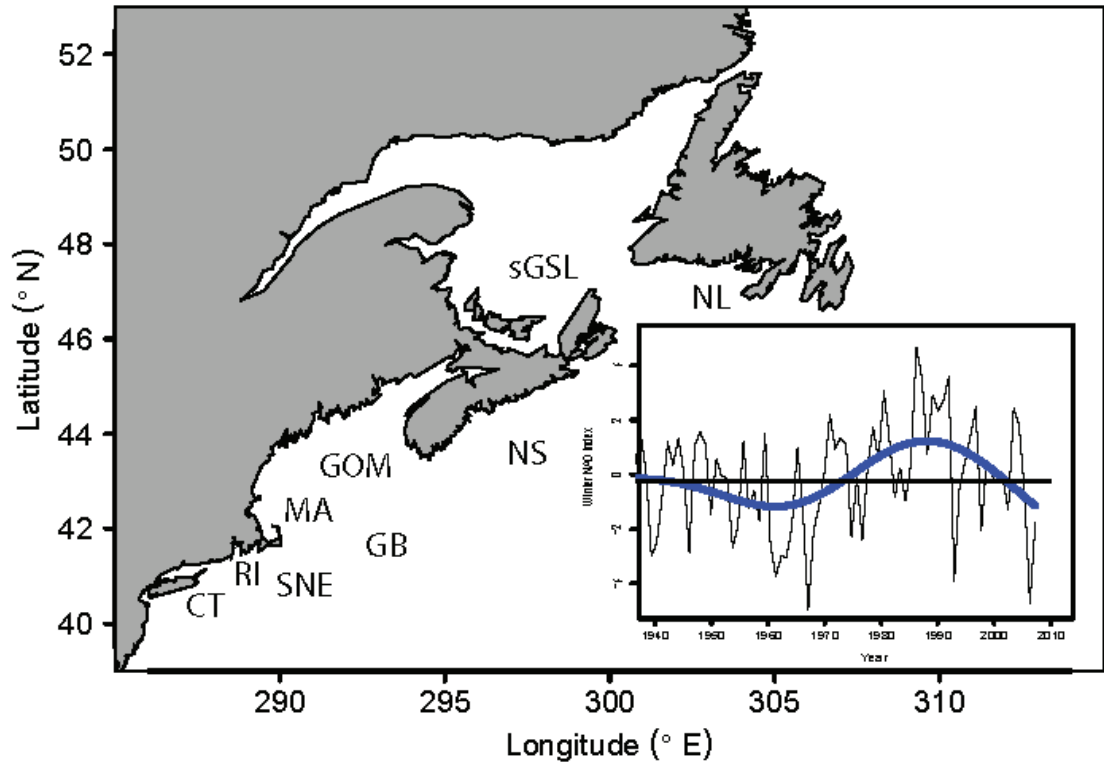 52
50
48
46
44
42
40
Latitude (° N)
sGSL
NL
NS
GOM
MA
GB
RI
SNE
CT
Winter NAO Index
2
0
-2
1940 1950 1960 1970 1980 1990 2000 2010
Year
290 295 300 305 310
Longitude (° E)